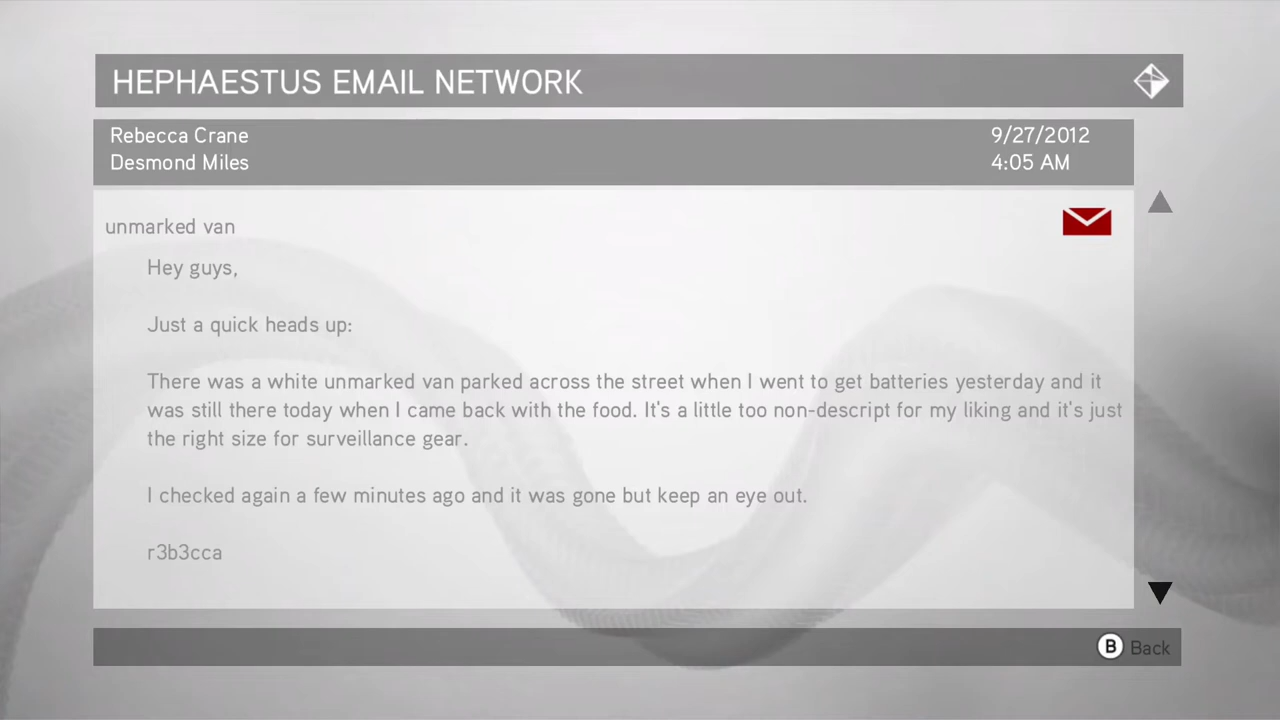 HEPHAESTUS EMAIL NETWORK
Rebecca Crane
9/27/2012
Desmond Miles
4:05 AM
unmarked van
Hey guys,
Just a quick heads up:
There was a white unmarked van parked across the street when I went to get batteries yesterday and it
was still there today when I came back with the food. It's a little too non-descript for my liking and it's just
the right size for surveillance gear.
I checked again a few minutes ago and it was gone but keep an eye out.
r3b3cca
B Back